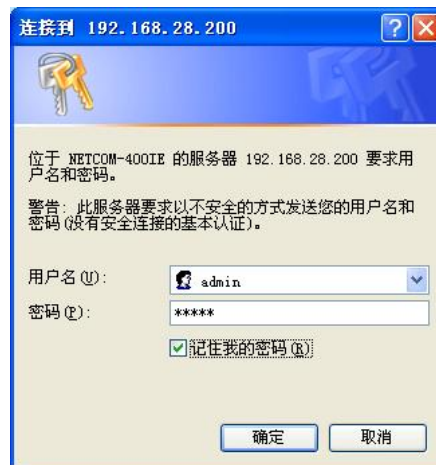 连接到 192.168.28.200
位于 NETCOM-400IE 的服务器 192.168.28.200 要求用
户名和密码。
警告: 此服务器要求以不安全的方式发送您的用户名和
密码(没有安全连接的基本认证)。
用户名(U):
admin
密码(P):
*****
记住我的密码(R)
确定
取消